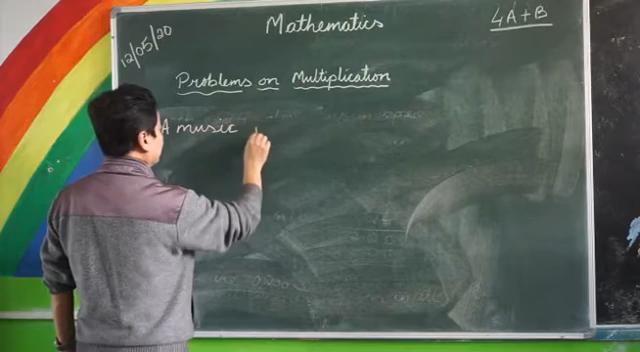 Mathematics
4A+B
12/05/20
Problems on Multiplication
A music